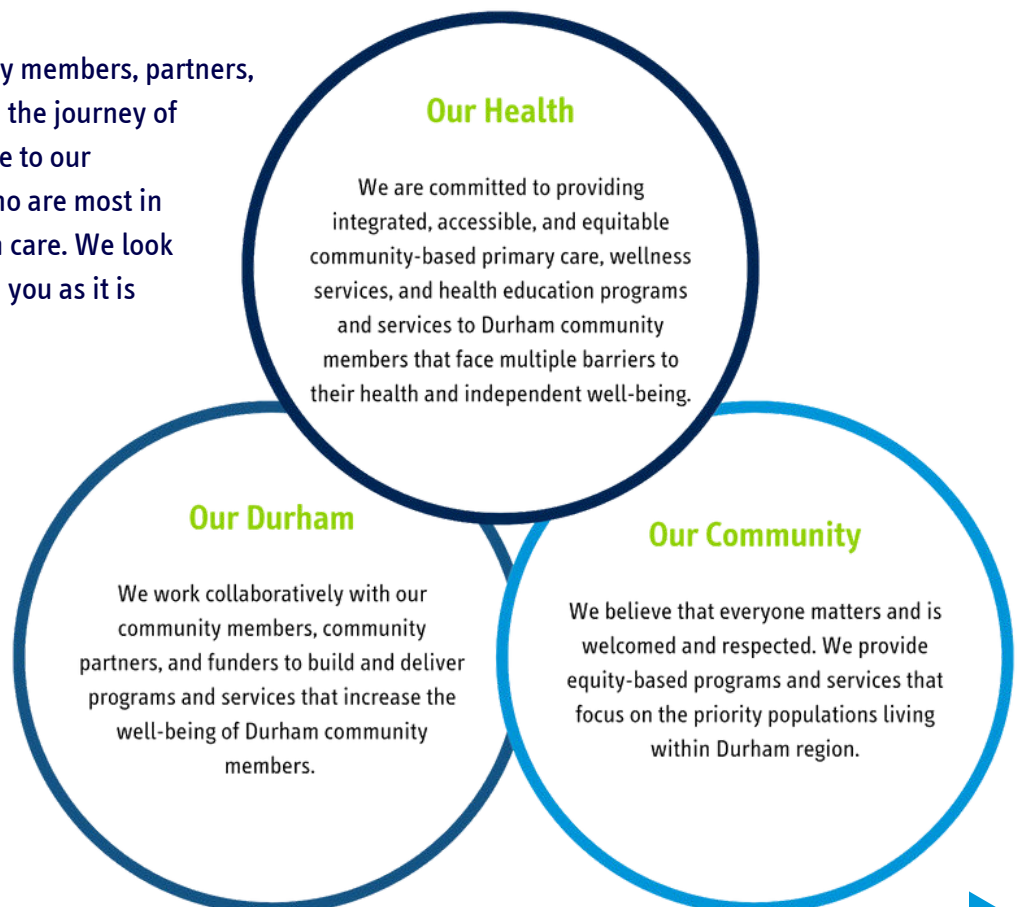 y members, partners,
the journey of
e to our
no are most in
care. We look
you as it is
Our Health
We are committed to providing
integrated, accessible, and equitable
community-based primary care, wellness
services, and health education programs
and services to Durham community
members that face multiple barriers to
their health and independent well-being.
Our Durham
We work collaboratively with our
community members, community
partners, and funders to build and deliver
programs and services that increase the
well-being of Durham community
members.
Our Community
We believe that everyone matters and is
welcomed and respected. We provide
equity-based programs and services that
focus on the priority populations living
within Durham region.